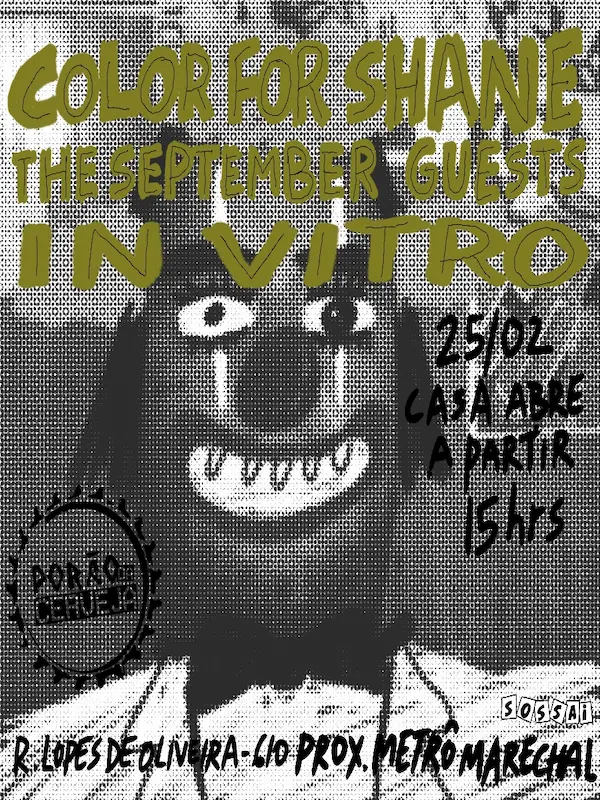 COLOR FOR SHANE
THE SEPTEMBER GUESTS
IN VITRO
25/02
CASA ABRE
A PARTIR
15hrs
PORÃO DA
CERVEJA
SOSSAI
R. LOPES DE OLIVEIRA - 610 PROX. METRÔ MARECHAL